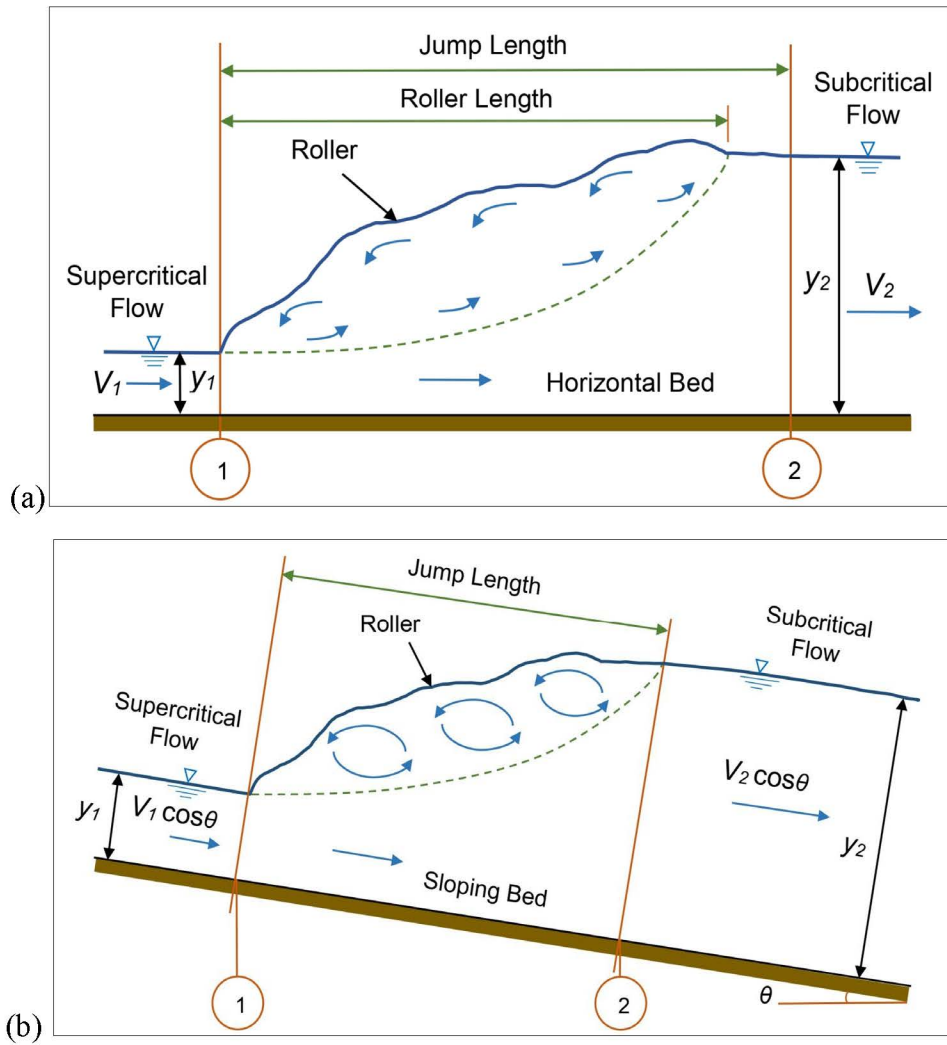 Jump Length
Roller Length
Subcritical
Flow
Roller
Supercritical
Flow
y2
V2
V1
y1
Horizontal Bed
1
2
(a)
Jump Length
Roller
Subcritical
Flow
Supercritical
Flow
V2 cosθ
y1
V1 cosθ
y2
Sloping Bed
θ
1
2
(b)